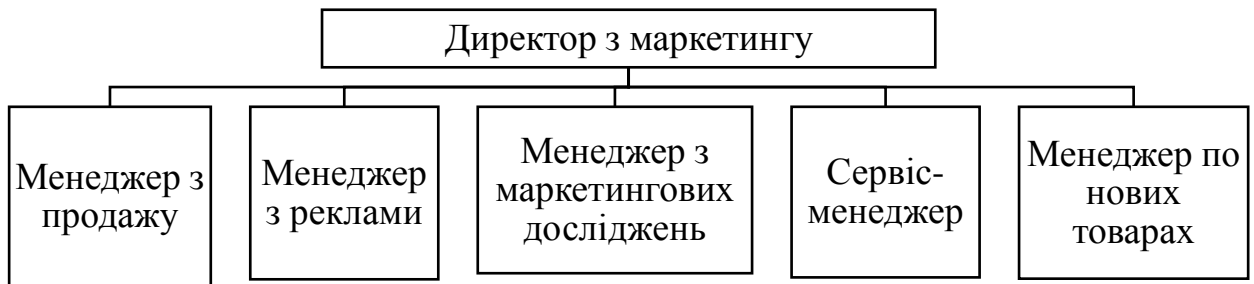 Директор з маркетингу
Менеджер з
продажу
Менеджер
з реклами
Менеджер з
маркетингових
досліджень
Сервіс-
менеджер
Менеджер по
нових
товарах